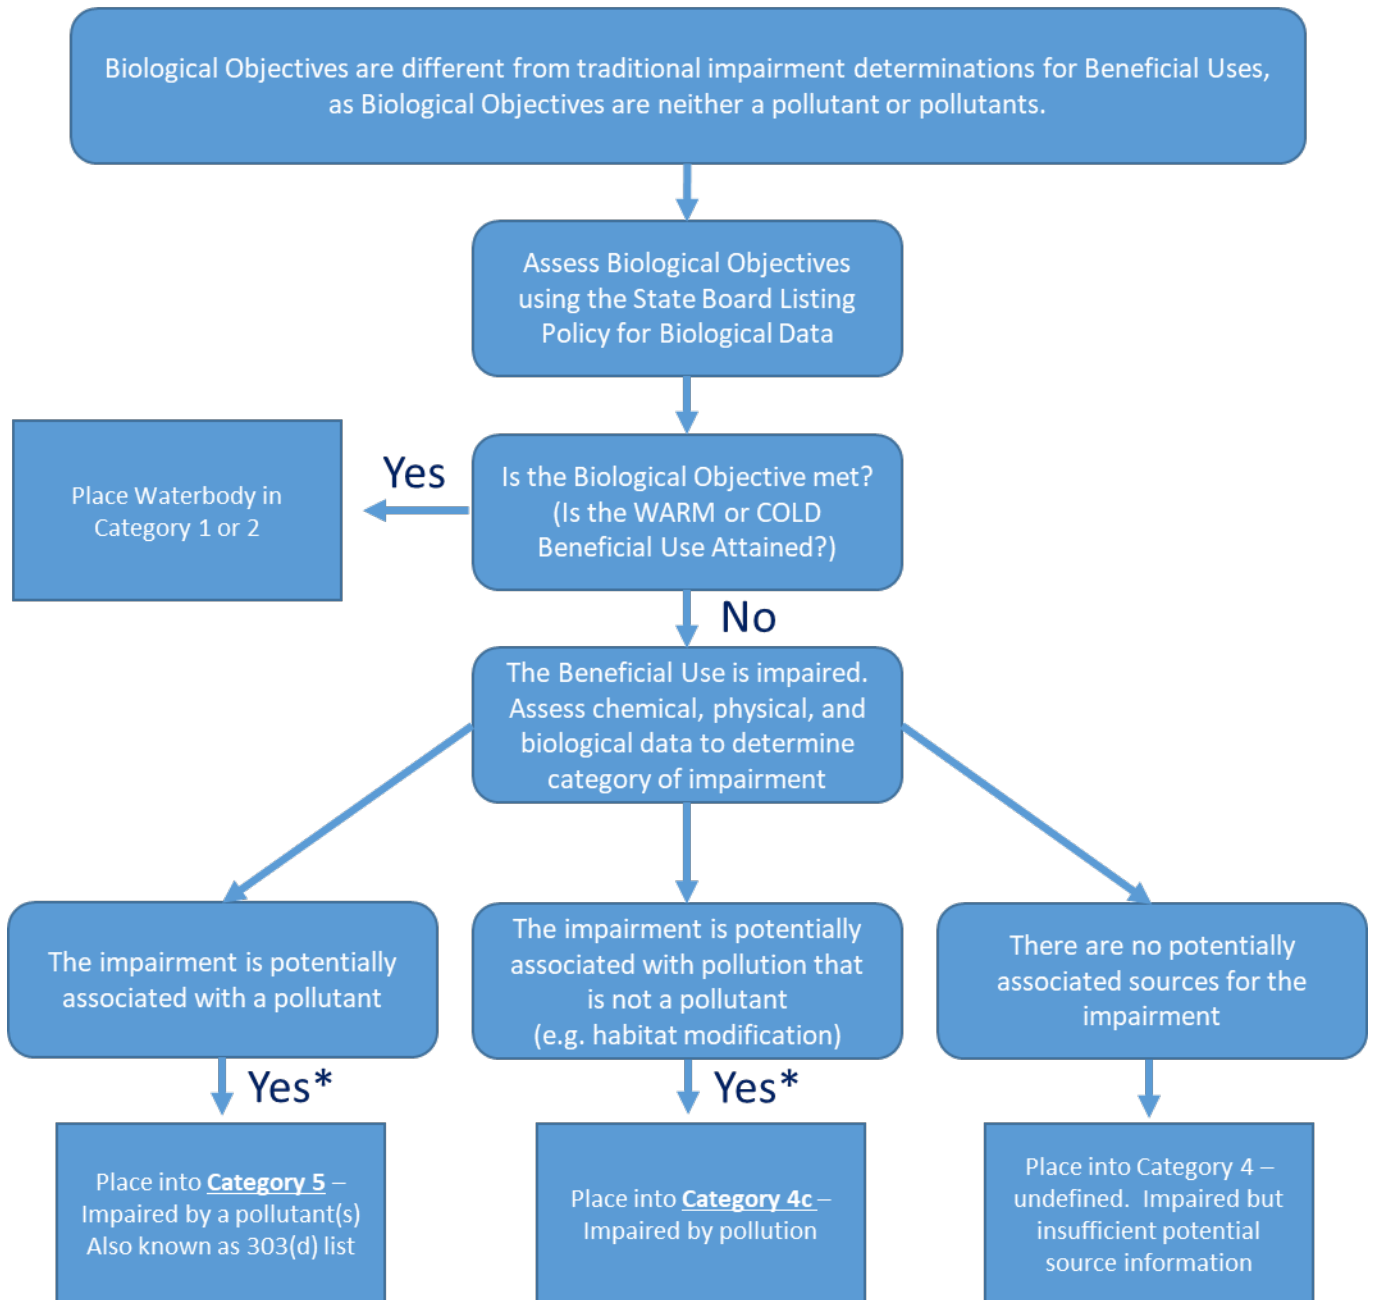 Biological Objectives are different from traditional impairment determinations for Beneficial Uses,
as Biological Objectives are neither a pollutant or pollutants.
Assess Biological Objectives
using the State Board Listing
Policy for Biological Data
Is the Biological Objective met?
(Is the WARM or COLD
Beneficial Use Attained?)
Yes
Place Waterbody in
Category 1 or 2
No
The Beneficial Use is impaired.
Assess chemical, physical, and
biological data to determine
category of impairment
The impairment is potentially
associated with a pollutant
Yes*
Place into Category 5 –
Impaired by a pollutant(s)
Also known as 303(d) list
The impairment is potentially
associated with pollution that
is not a pollutant
(e.g. habitat modification)
Yes*
Place into Category 4c –
Impaired by pollution
There are no potentially
associated sources for the
impairment
Place into Category 4 –
undefined.  Impaired but
insufficient potential
source information